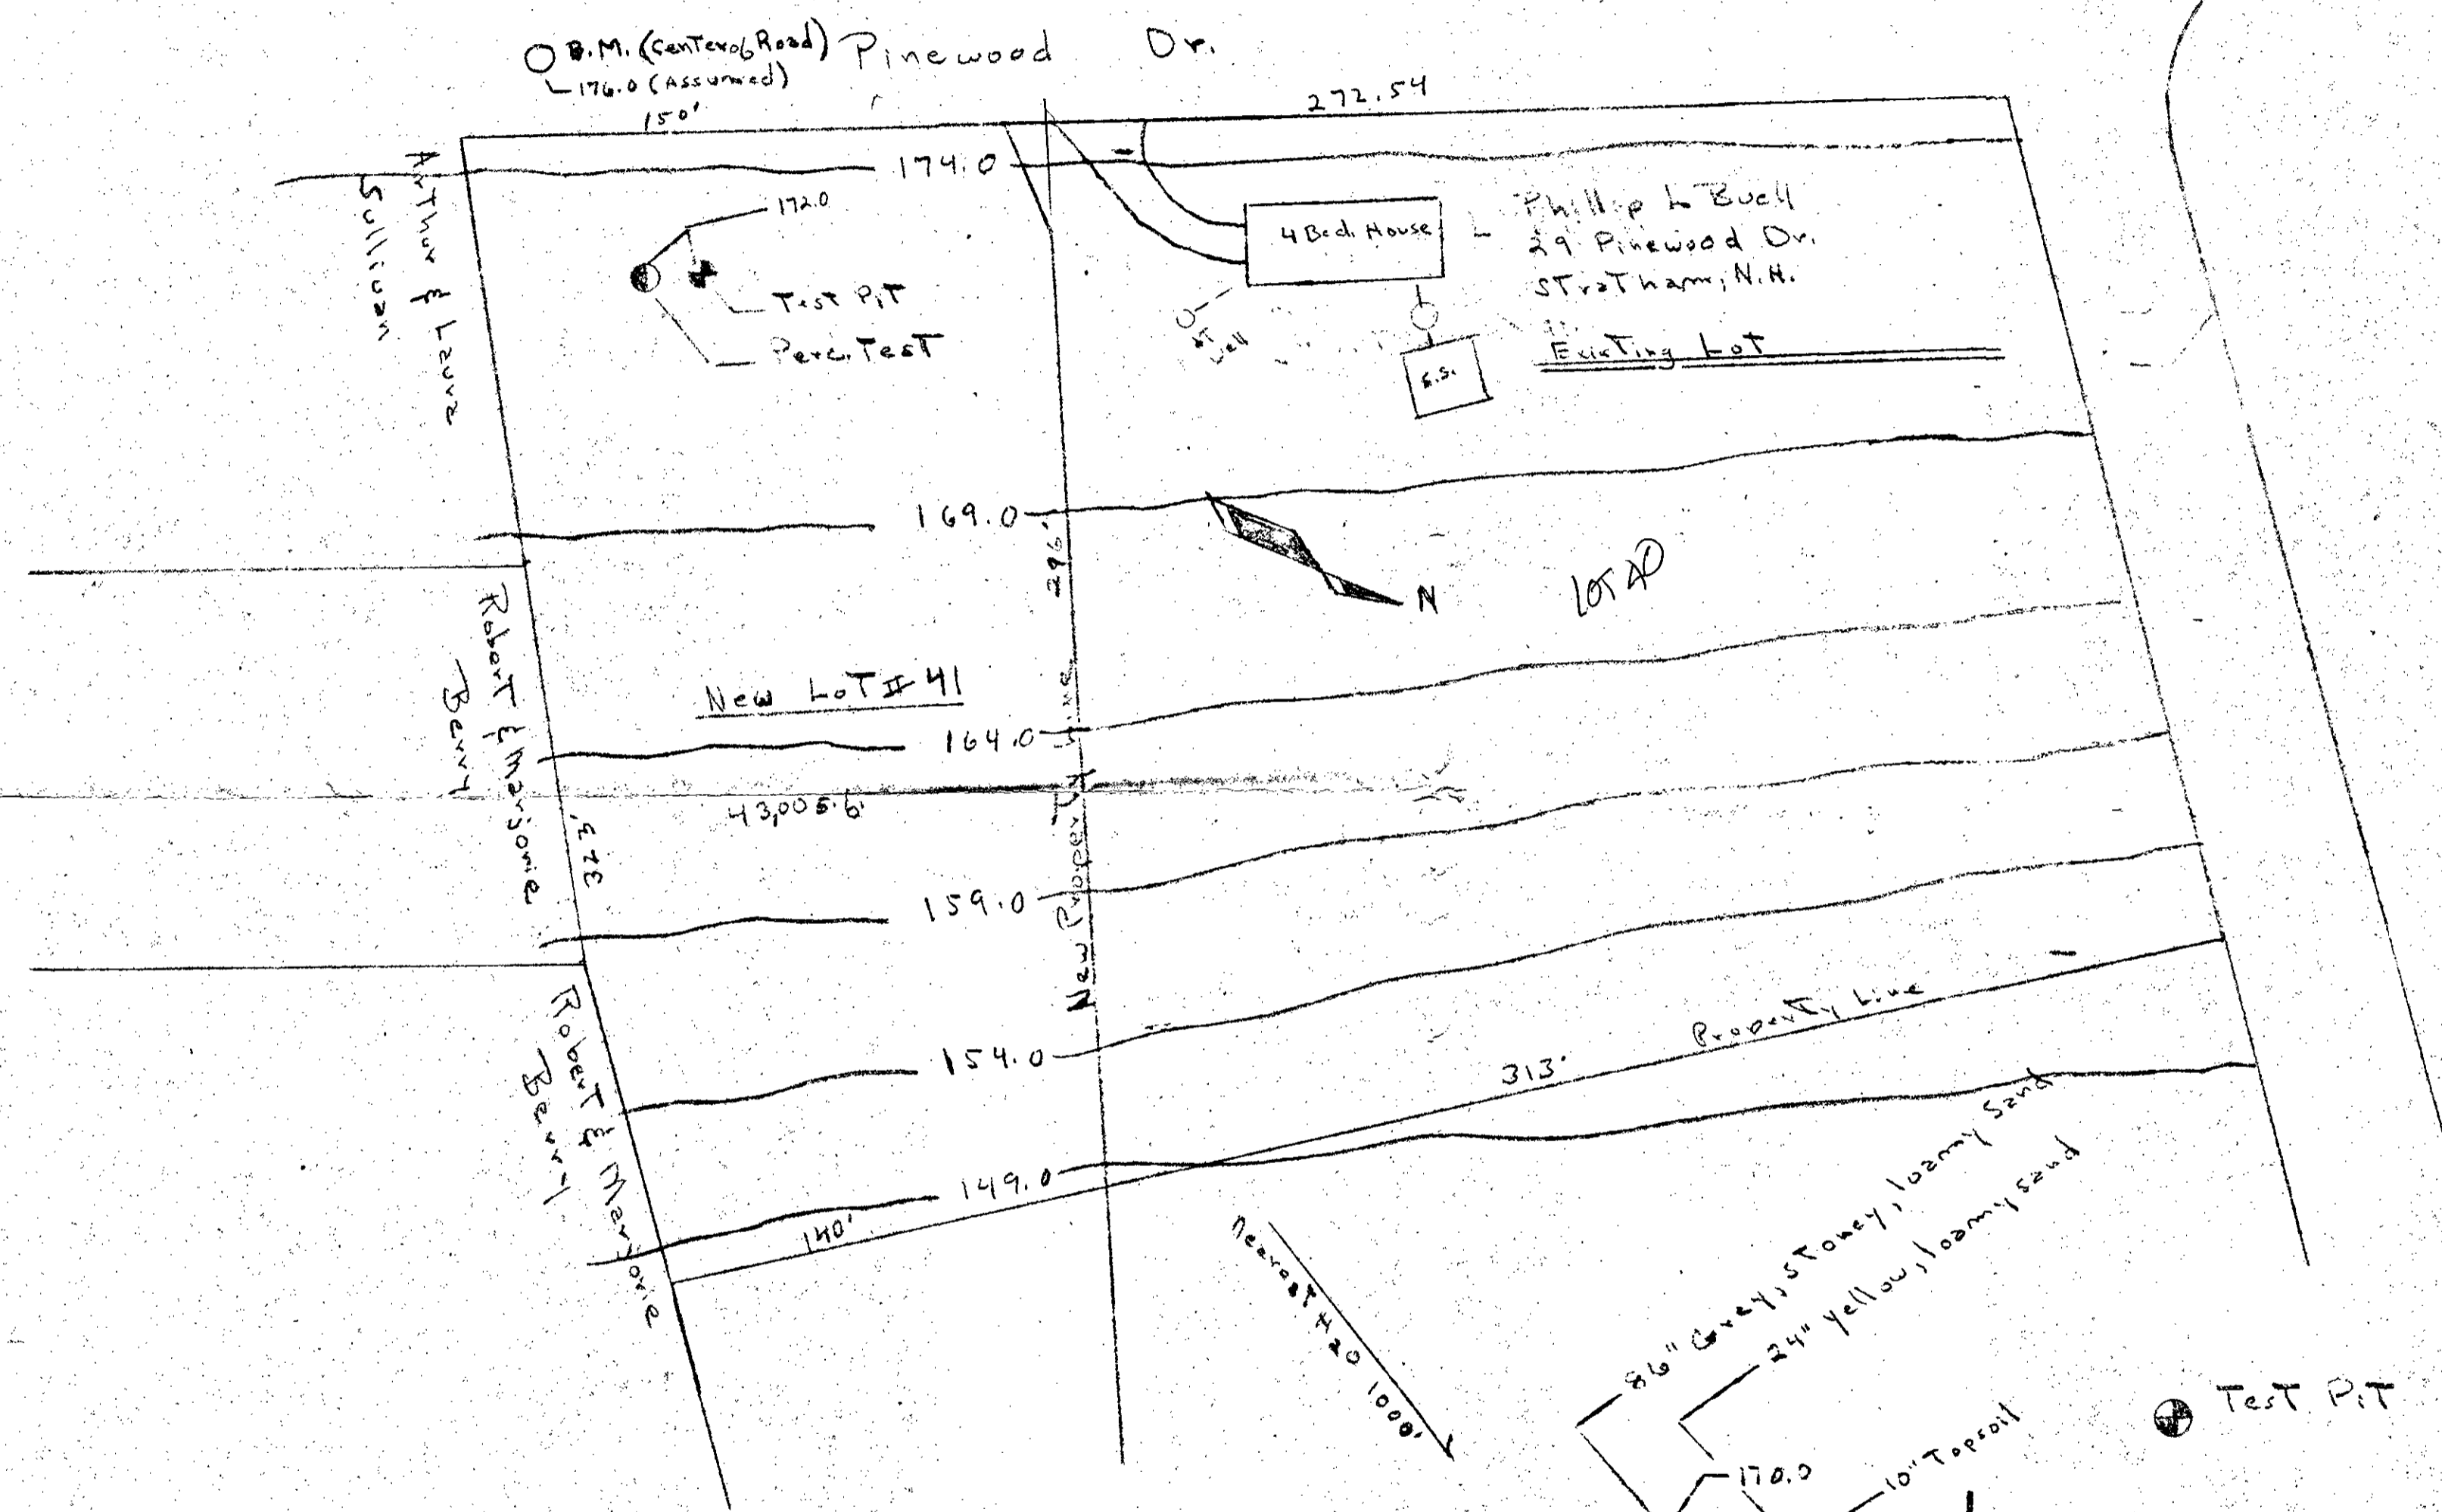 B.M. (Center of Road) Pinewood Dr.
176.0 (Assumed)
150'
272.54
174.0
Arthur & Laura
Sullivan
172.0
Test Pit
Perc. Test
4 Bed. House
Phillip L Buell
29 Pinewood Dr.
Stratham, N.H.
Existing Lot
Well
S.S.
169.0
296'
N
LOT 40
Robert & Marjorie
Berry
New Lot # 41
164.0
43,005.6
323'
New Property Line
159.0
Robert & Marjorie
Berry
154.0
Property Line
313'
149.0
140'
Nearest H2O 1000'
86" Grey, stoney, loamy sand
24" yellow, loamy sand
170.0
10" Topsoil
Test Pit